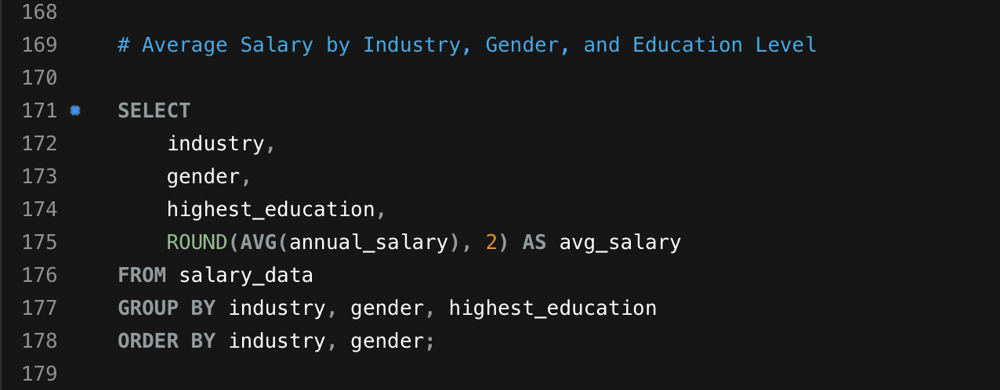 168
169 # Average Salary by Industry, Gender, and Education Level
170
171 SELECT
172 industry,
173 gender,
174 highest_education,
175 ROUND(AVG(annual_salary), 2) AS avg_salary
176 FROM salary_data
177 GROUP BY industry, gender, highest_education
178 ORDER BY industry, gender;
179